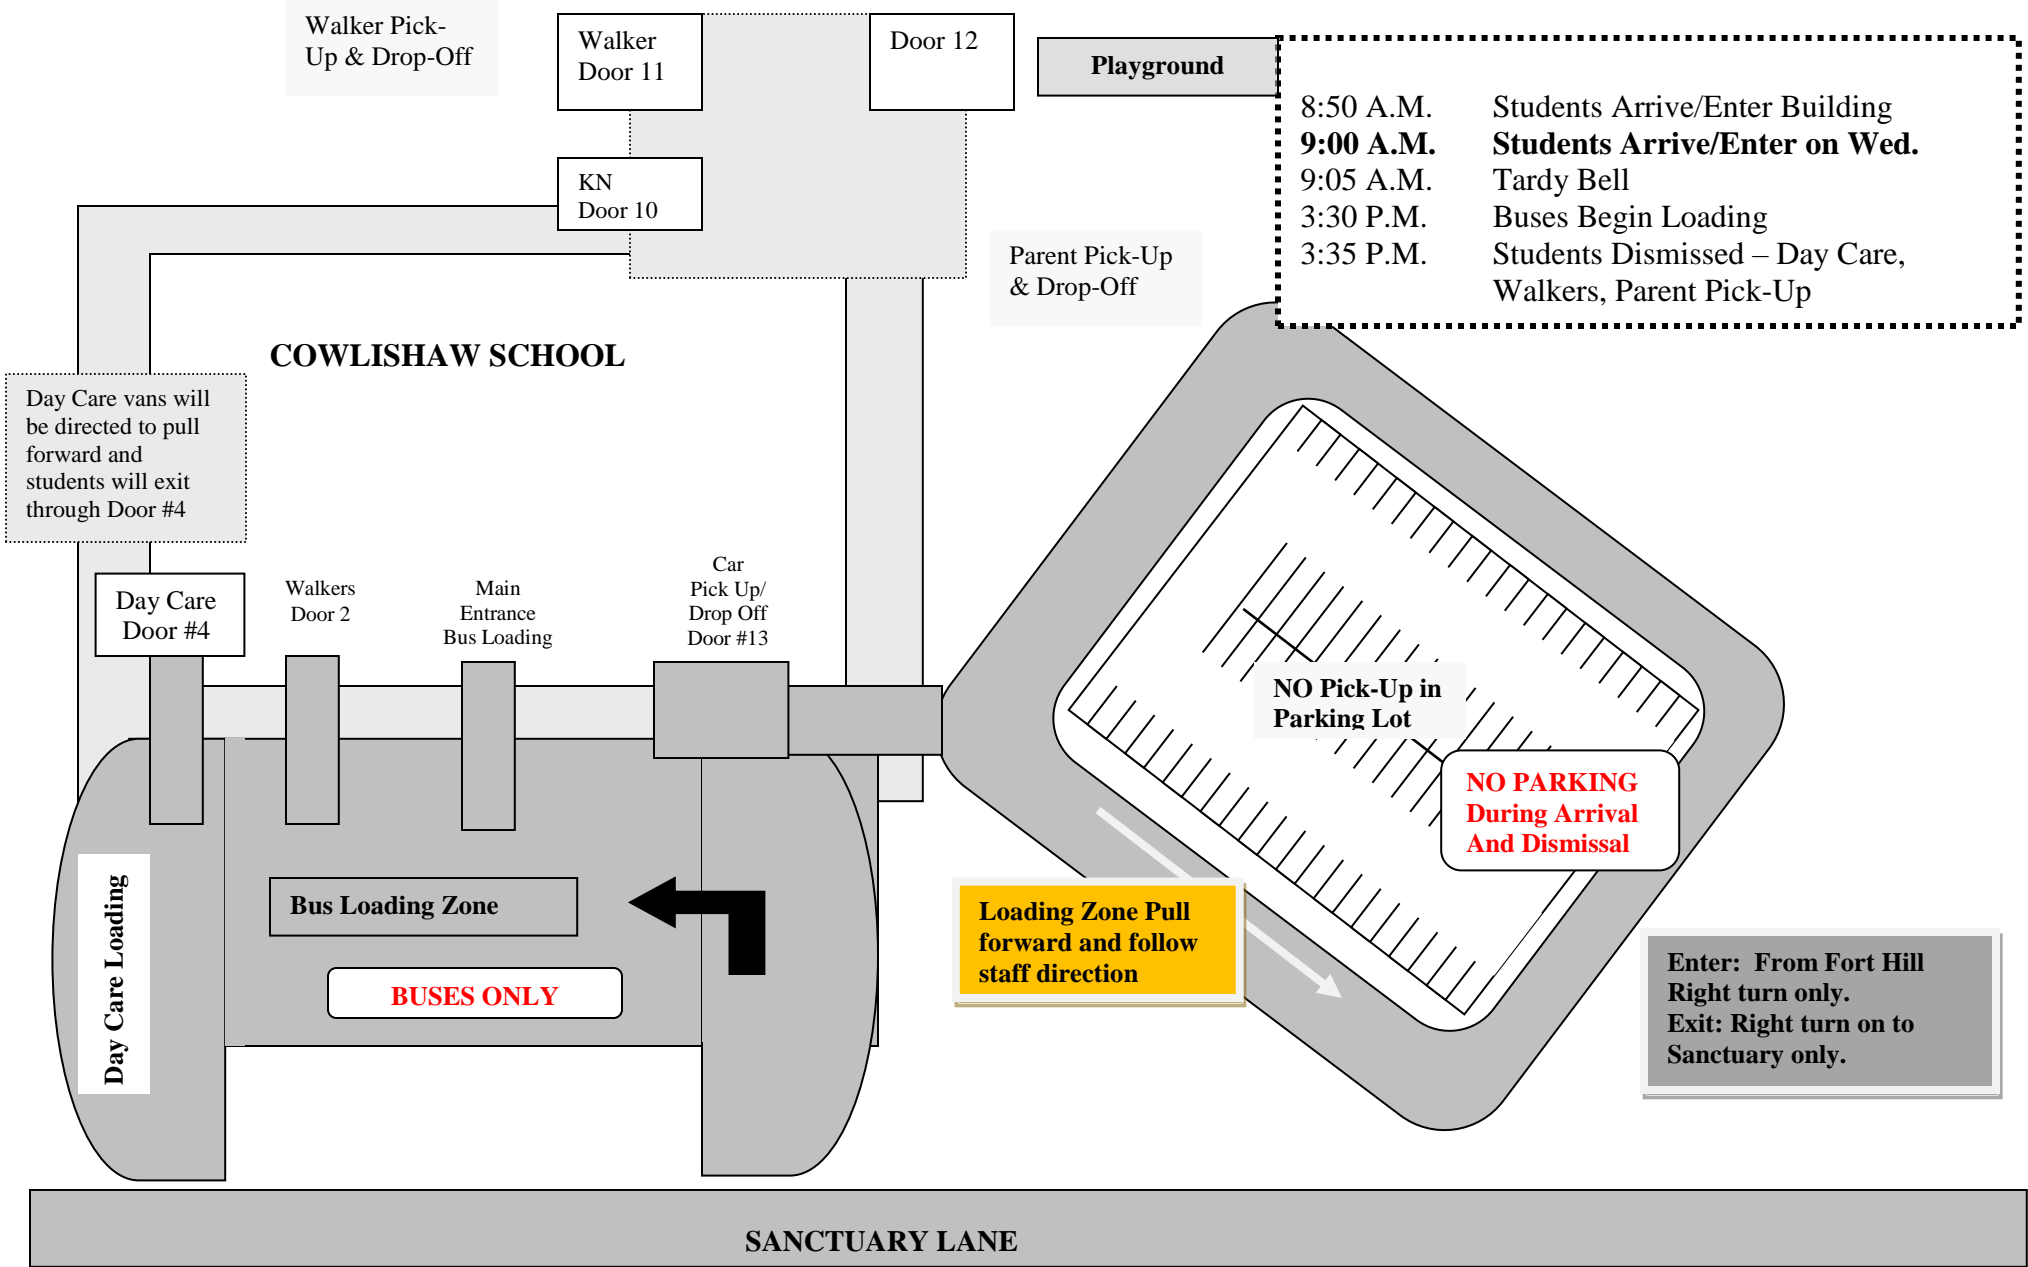 Walker Pick-
Up & Drop-Off
Walker
Door 11
Door 12
Playground
8:50 A.M. Students Arrive/Enter Building
9:00 A.M. Students Arrive/Enter on Wed.
9:05 A.M. Tardy Bell
3:30 P.M. Buses Begin Loading
3:35 P.M. Students Dismissed – Day Care,
Walkers, Parent Pick-Up
KN
Door 10
Parent Pick-Up
& Drop-Off
COWLISHAW SCHOOL
Day Care vans will
be directed to pull
forward and
students will exit
through Door #4
Day Care
Door #4
Walkers
Door 2
Main
Entrance
Bus Loading
Car
Pick Up/
Drop Off
Door #13
NO Pick-Up in
Parking Lot
NO PARKING
During Arrival
And Dismissal
Day Care Loading
Bus Loading Zone
BUSES ONLY
Loading Zone Pull
forward and follow
staff direction
Enter: From Fort Hill
Right turn only.
Exit: Right turn on to
Sanctuary only.
SANCTUARY LANE